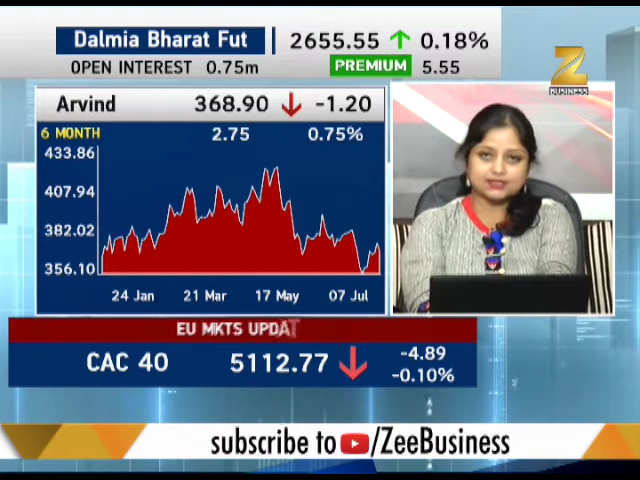 Dalmia Bharat Fut 2655.55 0.18%
OPEN INTEREST 0.75m PREMIUM 5.55
Z
BUSINESS
Arvind 368.90 -1.20
6 MONTH 2.75 0.75%
433.86
407.94
382.02
356.10
24 Jan 21 Mar 17 May 07 Jul
EU MKTS UPDAT
CAC 40 5112.77 -4.89
-0.10%
subscribe to /ZeeBusiness